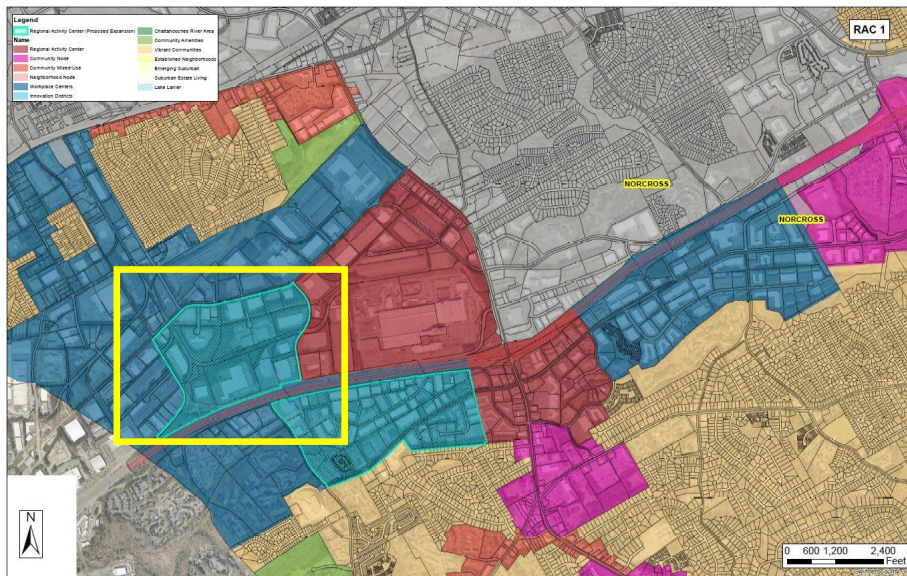 Legend
Regional Activity Center (Proposed Expansion)
Name
Regional Activity Center
Community Node
Community Mixed-Use
Neighborhood Node
Workplace Centers
Innovation Districts
Chattahoochee River Area
Community Amenities
Vibrant Communities
Established Neighborhoods
Emerging Suburban
Suburban Estate Living
Lake Lanier
RAC 1
NORCROSS
NORCROSS
N
0 600 1,200 2,400
Feet